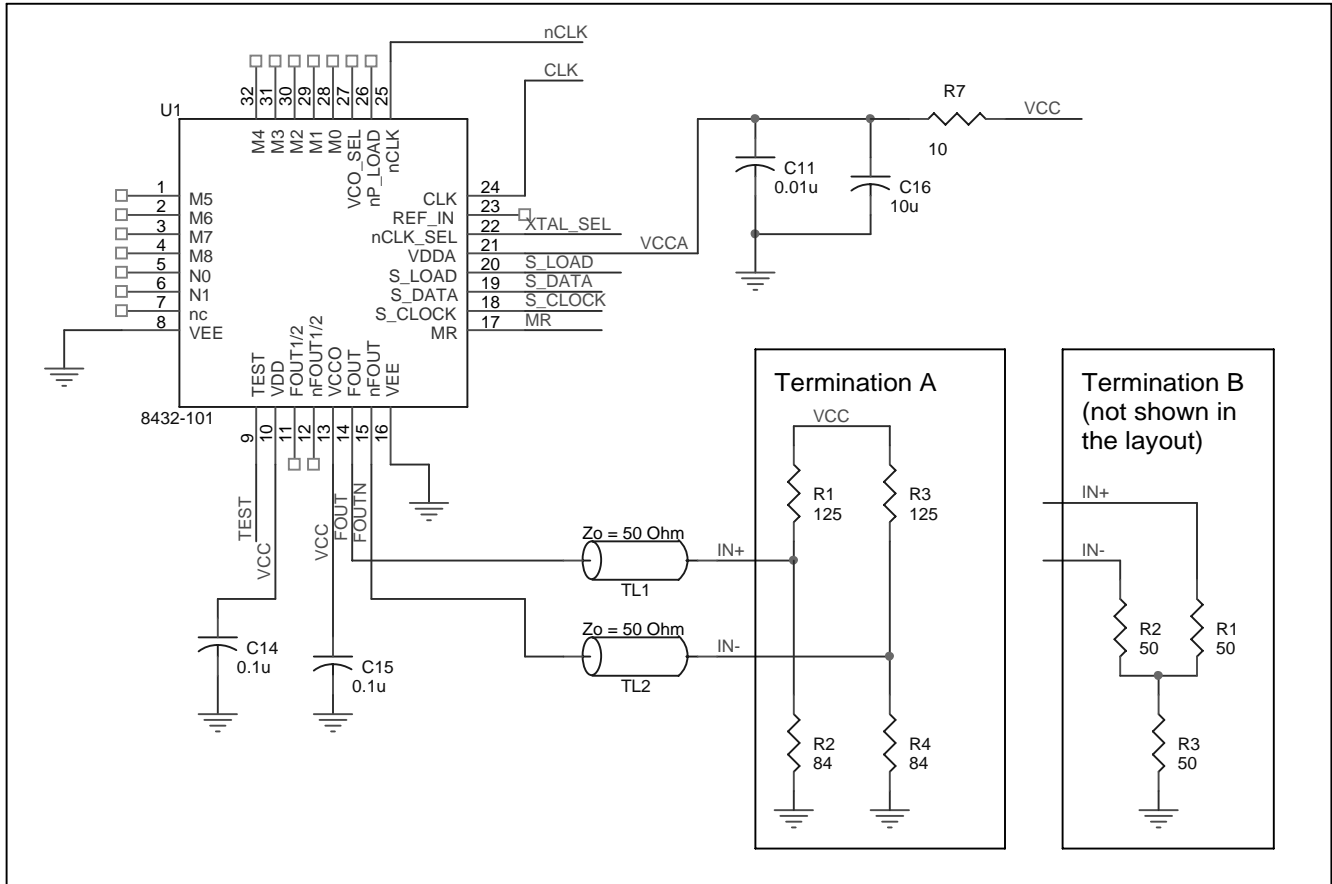 nCLK
CLK
U1
32
31
30
29
28
27
26
25
M4
M3
M2
M1
M0
VCO_SEL
nP_LOAD
nCLK
1
2
3
4
5
6
7
8
M5
M6
M7
M8
N0
N1
nc
VEE
CLK
REF_IN
nCLK_SEL
VDDA
S_LOAD
S_DATA
S_CLOCK
MR
24
23
22
21
20
19
18
17
XTAL_SEL
VCCA
S_LOAD
S_DATA
S_CLOCK
MR
R7
10
VCC
C11
0.01u
C16
10u
TEST
VDD
FOUT1/2
nFOUT1/2
VCCO
FOUT
nFOUT
VEE
8432-101
9
10
11
12
13
14
15
16
TEST
VCC
VCC
FOUT
FOUTN
C14
0.1u
C15
0.1u
Zo = 50 Ohm
TL1
IN+
Zo = 50 Ohm
TL2
IN-
Termination A
VCC
R1
125
R3
125
R2
84
R4
84
Termination B
(not shown in
the layout)
IN+
IN-
R2
50
R1
50
R3
50